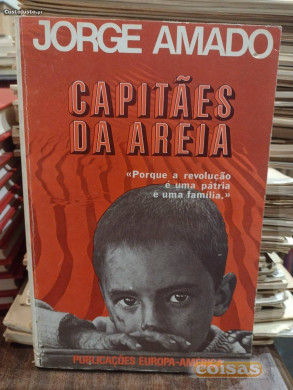 JORGE AMADO
CAPITÃES
DA AREIA
«Porque a revolução
é uma pátria
e uma família.»
PUBLICAÇÕES EUROPA-AMÉRICA
coisas